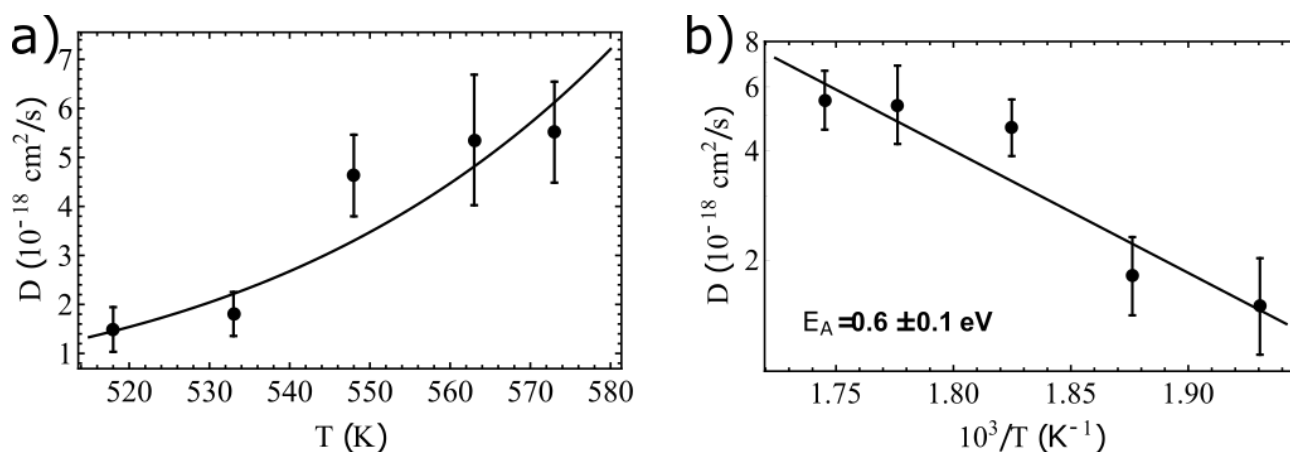 a)
7
6
5
4
3
2
1
D (10⁻¹⁸ cm²/s)
520 530 540 550 560 570 580
T (K)
b)
8
6
4
2
D (10⁻¹⁸ cm²/s)
E_A =0.6 ±0.1 eV
1.75 1.80 1.85 1.90
10³/T (K⁻¹)